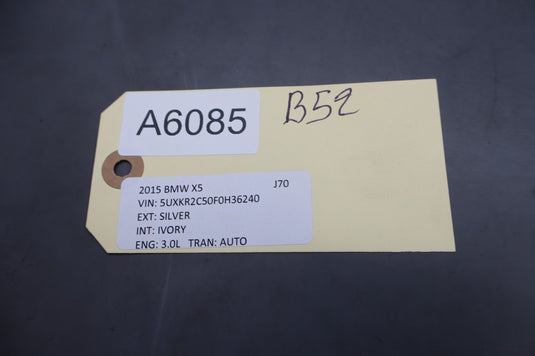 A6085 B52
2015 BMW X5 J70
VIN: 5UXKR2C50F0H36240
EXT: SILVER
INT: IVORY
ENG: 3.0L TRAN: AUTO